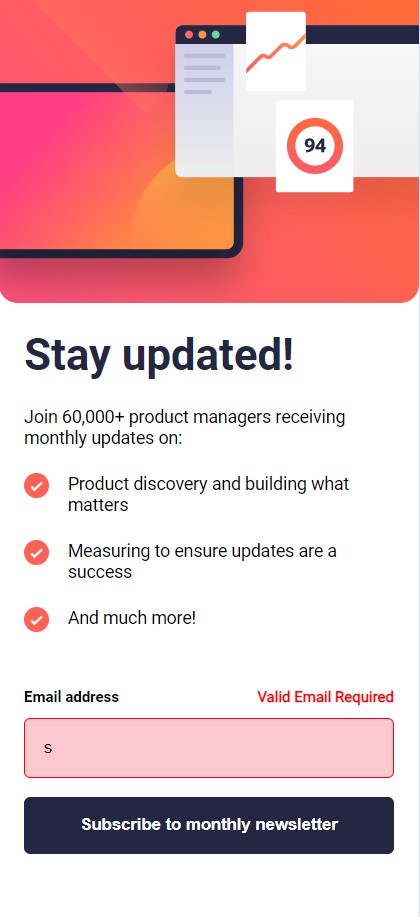 94
Stay updated!
Join 60,000+ product managers receiving
monthly updates on:
Product discovery and building what
matters
Measuring to ensure updates are a
success
And much more!
Email address
Valid Email Required
s
Subscribe to monthly newsletter